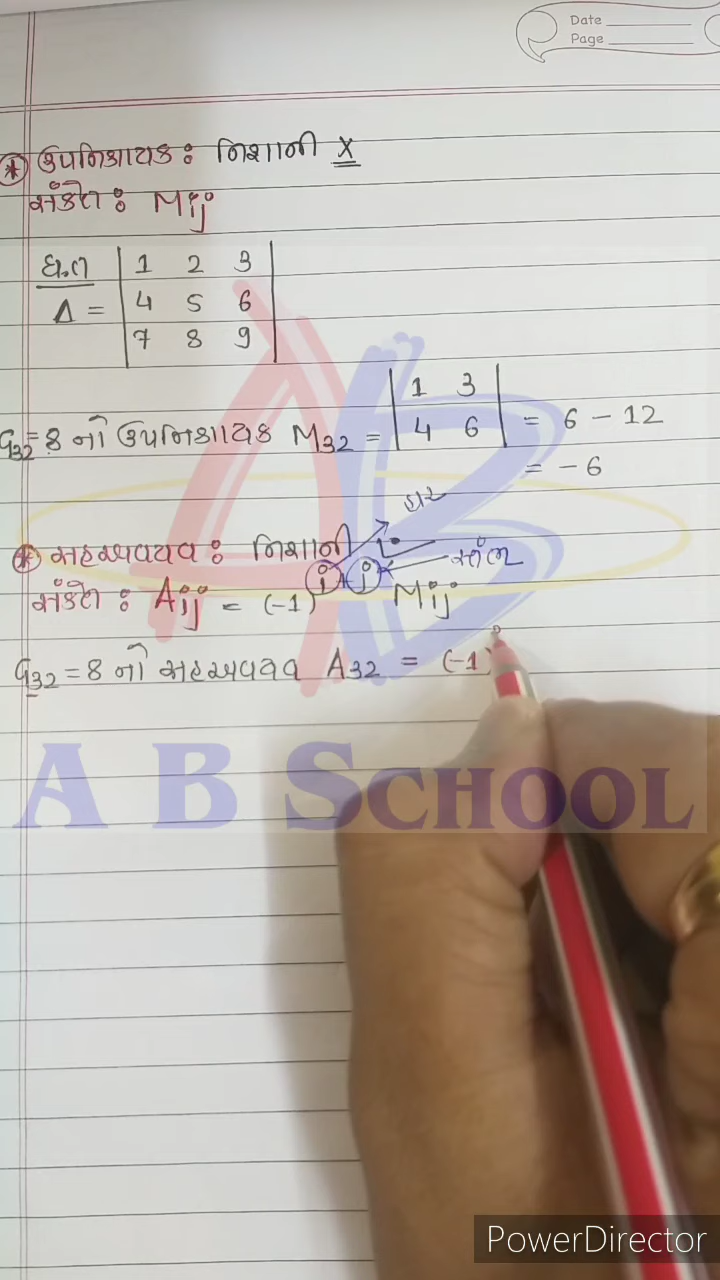 Date
Page
* ઉપનિશ્ચાયક : નિશાની X
સંકેત : Mij
દા.ત
Δ = | 1 2 3 |
| 4 5 6 |
| 7 8 9 |
a32 = 8 નો ઉપનિશ્ચાયક M32 = | 1 3 | = 6 - 12
| 4 6 | = -6
* સહઅવયવ : નિશાની ✓
હાર
સ્તંભ
સંકેત : Aij = (-1) i + j Mij
a32 = 8 નો સહઅવયવ A32 = (-1)
A B SCHOOL
PowerDirector